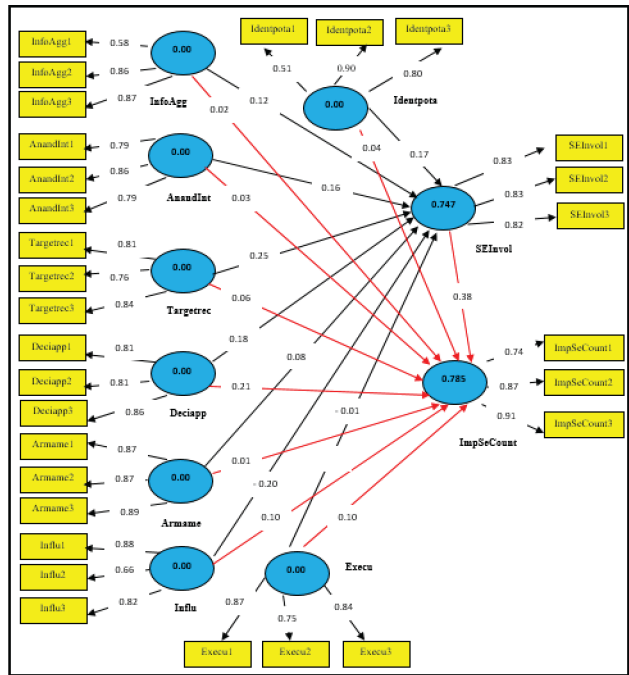 Identpota1 Identpota2 Identpota3
InfoAgg1 0.58 0.00
InfoAgg2 0.86
InfoAgg3 0.87
InfoAgg
0.51 0.90 0.80
0.00
Identpota
0.02 0.12
0.04 0.17
AnandInt1 0.79 0.00
AnandInt2 0.86
AnandInt3 0.79
AnandInt
0.16
0.03
0.83 SEInvol1
0.747 0.83 SEInvol2
0.82 SEInvol3
SEInvol
Targetrec1 0.81
Targetrec2 0.76 0.00
Targetrec3 0.84
Targetrec
0.25
0.06
0.38
Deciapp1 0.81
Deciapp2 0.81 0.00
Deciapp3 0.86
Deciapp
0.18
0.21
0.08
-0.01
0.74 ImpSeCount1
0.785 0.87 ImpSeCount2
0.91 ImpSeCount3
ImpSeCount
Armame1 0.87
Armame2 0.87 0.00
Armame3 0.89
Armame
0.01
-0.20
Influ1 0.88
Influ2 0.66 0.00
Influ3 0.82
Influ
0.10 0.10
0.00
Execu
0.87 0.75 0.84
Execu1 Execu2 Execu3